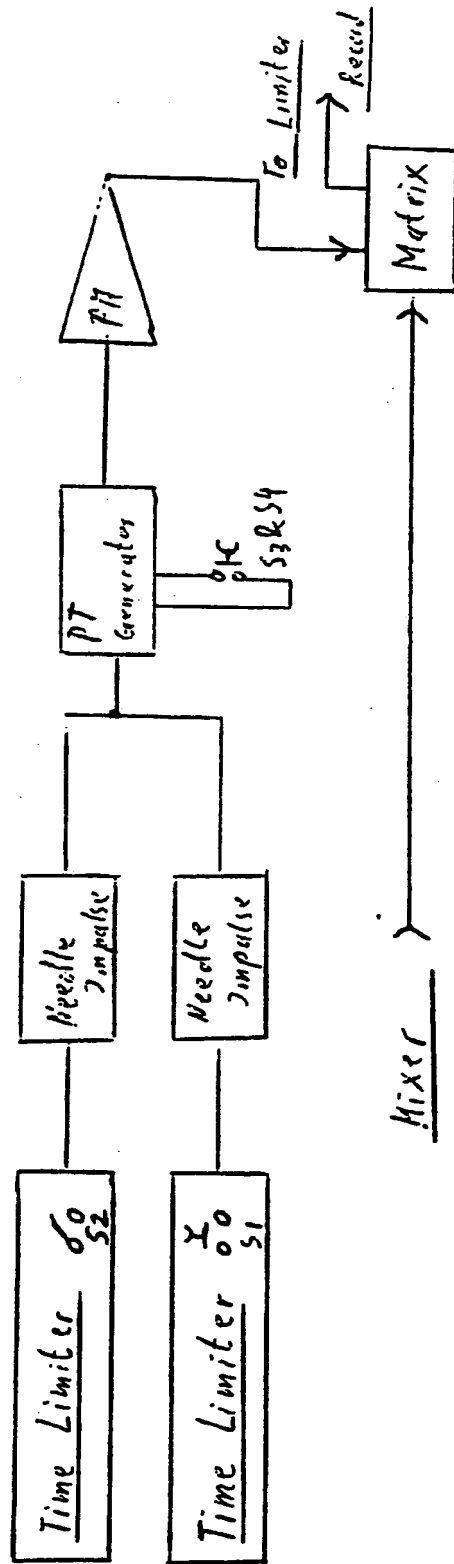 Time Limiter
S2
Needle
Impulse
Time Limiter
S1
Needle
Impulse
PT
Generator
S3&S4
To Limiter
Record
Matrix
Mixer